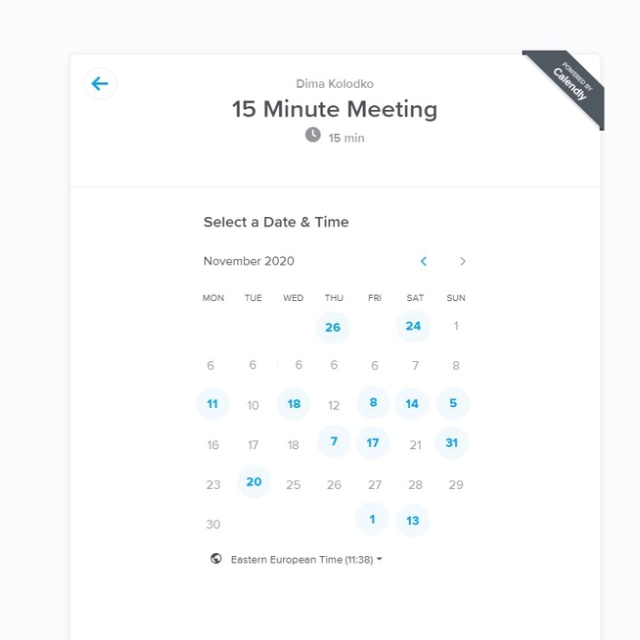 POWERED BY
Calendly
Dima Kolodko
15 Minute Meeting
15 min
Select a Date & Time
November 2020
MON TUE WED THU FRI SAT SUN
26 24 1
6 6 6 6 6 7 8
11 10 18 12 8 14 5
16 17 18 7 17 21 31
23 20 25 26 27 28 29
30 1 13
Eastern European Time (11:38)